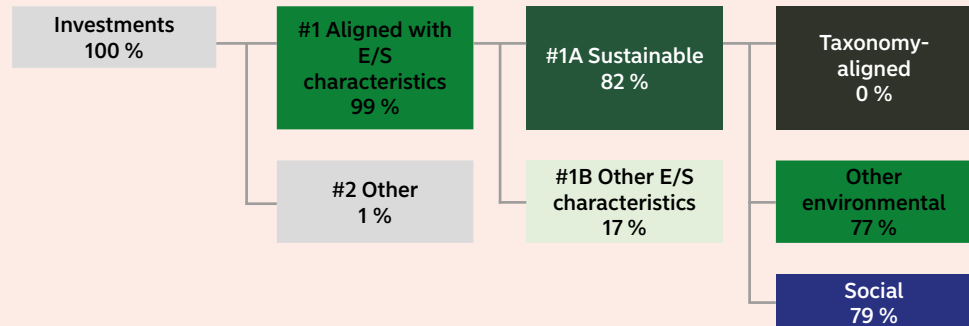 Investments
100 %
#1 Aligned with
E/S
characteristics
99 %
#2 Other
1 %
#1A Sustainable
82 %
#1B Other E/S
characteristics
17 %
Taxonomy-
aligned
0 %
Other
environmental
77 %
Social
79 %